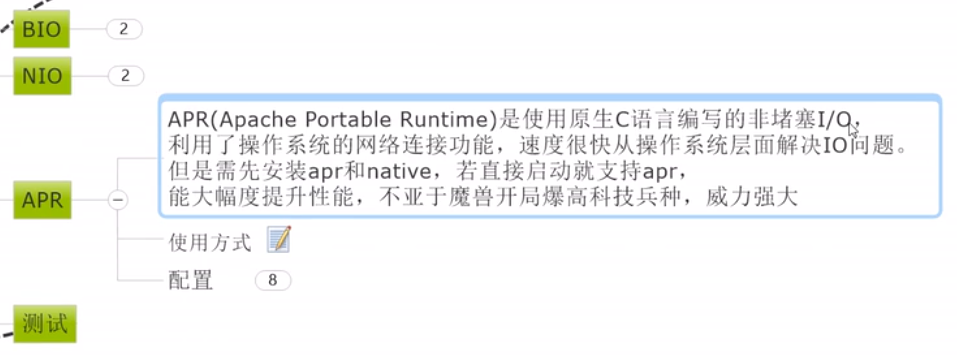 BIO 2
NIO 2
APR(Apache Portable Runtime)是使用原生C语言编写的非堵塞I/O，
利用了操作系统的网络连接功能，速度很快从操作系统层面解决IO问题。
但是需先安装apr和native，若直接启动就支持apr，
能大幅度提升性能，不亚于魔兽开局爆高科技兵种，威力强大
APR
使用方式
配置 8
测试